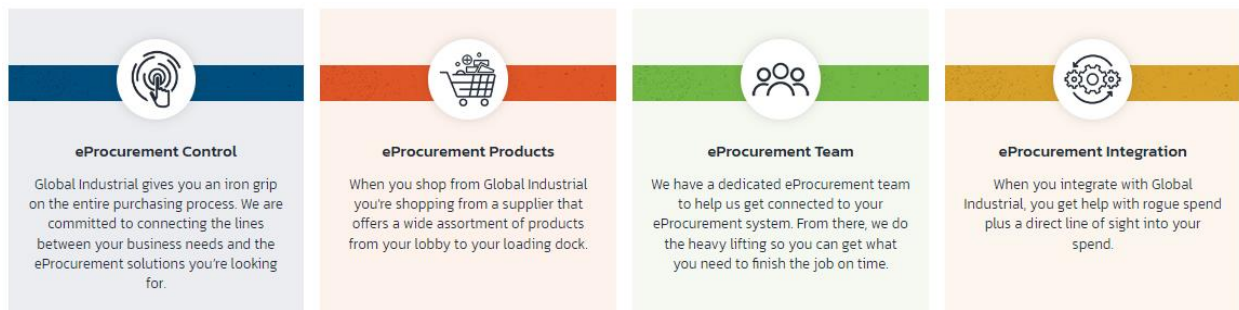 eProcurement Control
Global Industrial gives you an iron grip
on the entire purchasing process. We are
committed to connecting the lines
between your business needs and the
eProcurement solutions you're looking
for.
eProcurement Products
When you shop from Global Industrial
you're shopping from a supplier that
offers a wide assortment of products
from your lobby to your loading dock.
eProcurement Team
We have a dedicated eProcurement team
to help us get connected to your
eProcurement system. From there, we do
the heavy lifting so you can get what
you need to finish the job on time.
eProcurement Integration
When you integrate with Global
Industrial, you get help with rogue spend
plus a direct line of sight into your
spend.